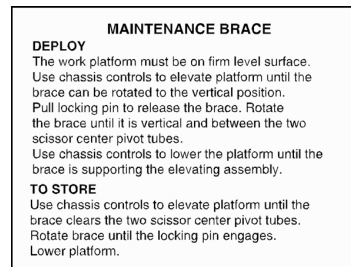 MAINTENANCE BRACE
DEPLOY
The work platform must be on firm level surface.
Use chassis controls to elevate platform until the
brace can be rotated to the vertical position.
Pull locking pin to release the brace. Rotate
the brace until it is vertical and between the two
scissor center pivot tubes.
Use chassis controls to lower the platform until the
brace is supporting the elevating assembly.
TO STORE
Use chassis controls to elevate platform until the
brace clears the two scissor center pivot tubes.
Rotate brace until the locking pin engages.
Lower platform.